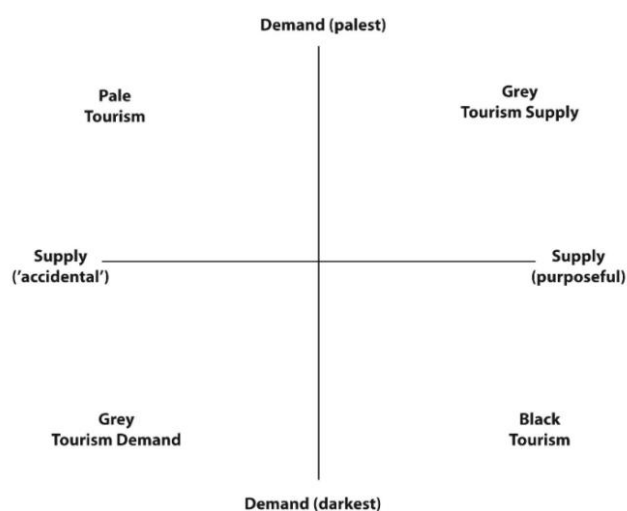 Demand (palest)
Pale
Tourism
Grey
Tourism Supply
Supply
('accidental')
Supply
(purposeful)
Grey
Tourism Demand
Black
Tourism
Demand (darkest)